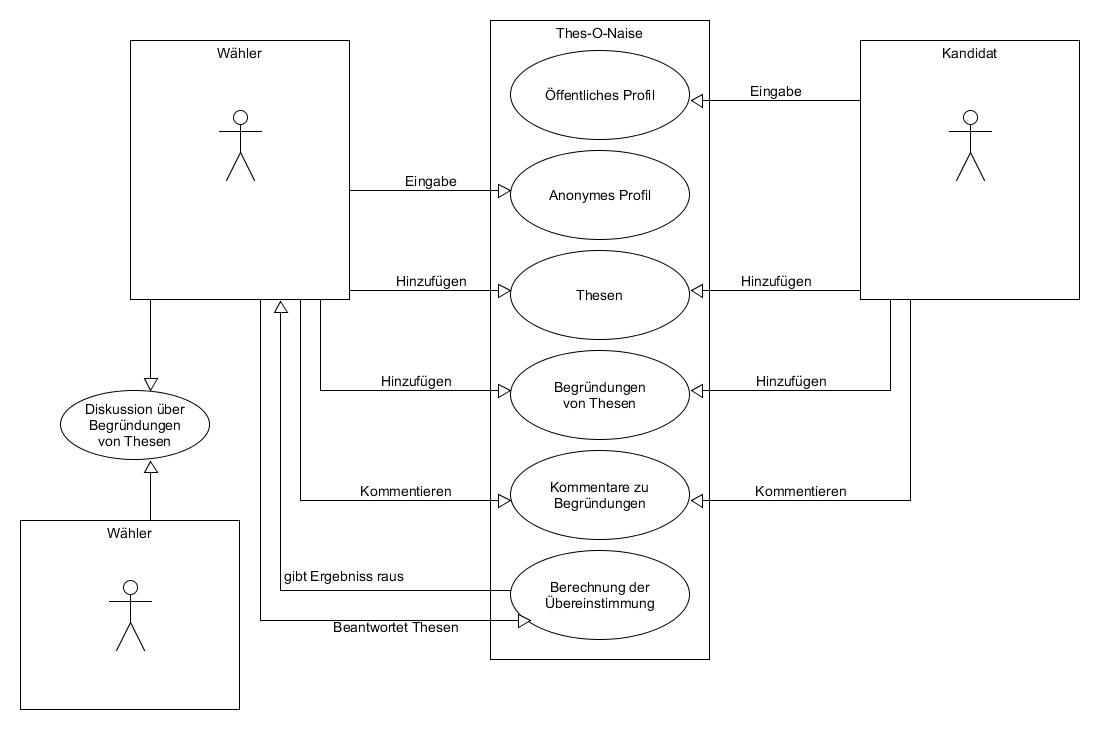 Thes-O-Naise
Wähler
Kandidat
Öffentliches Profil
Eingabe
Eingabe
Anonymes Profil
Hinzufügen
Thesen
Hinzufügen
Hinzufügen
Begründungen
von Thesen
Hinzufügen
Diskussion über
Begründungen
von Thesen
Kommentieren
Kommentare zu
Begründungen
Kommentieren
Wähler
gibt Ergebniss raus
Berechnung der
Übereinstimmung
Beantwortet Thesen